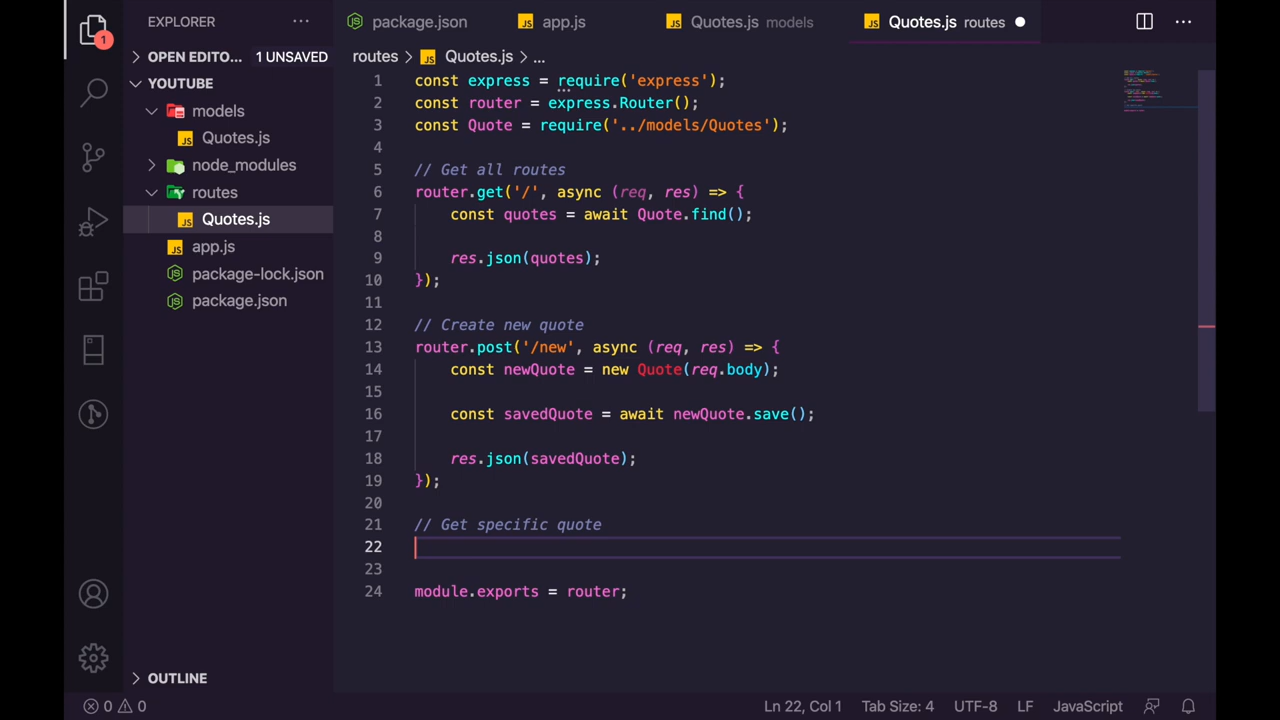 EXPLORER
package.json
app.js
Quotes.js models
Quotes.js routes
1
OPEN EDITO... 1 UNSAVED
routes > Quotes.js > ...
YOUTUBE
models
Quotes.js
node_modules
routes
Quotes.js
app.js
package-lock.json
package.json
OUTLINE
1 const express = require('express');
2 const router = express.Router();
3 const Quote = require('../models/Quotes');
4
5 // Get all routes
6 router.get('/', async (req, res) => {
7 const quotes = await Quote.find();
8
9 res.json(quotes);
10 });
11
12 // Create new quote
13 router.post('/new', async (req, res) => {
14 const newQuote = new Quote(req.body);
15
16 const savedQuote = await newQuote.save();
17
18 res.json(savedQuote);
19 });
20
21 // Get specific quote
22
23
24 module.exports = router;
0 0 Ln 22, Col 1 Tab Size: 4 UTF-8 LF JavaScript